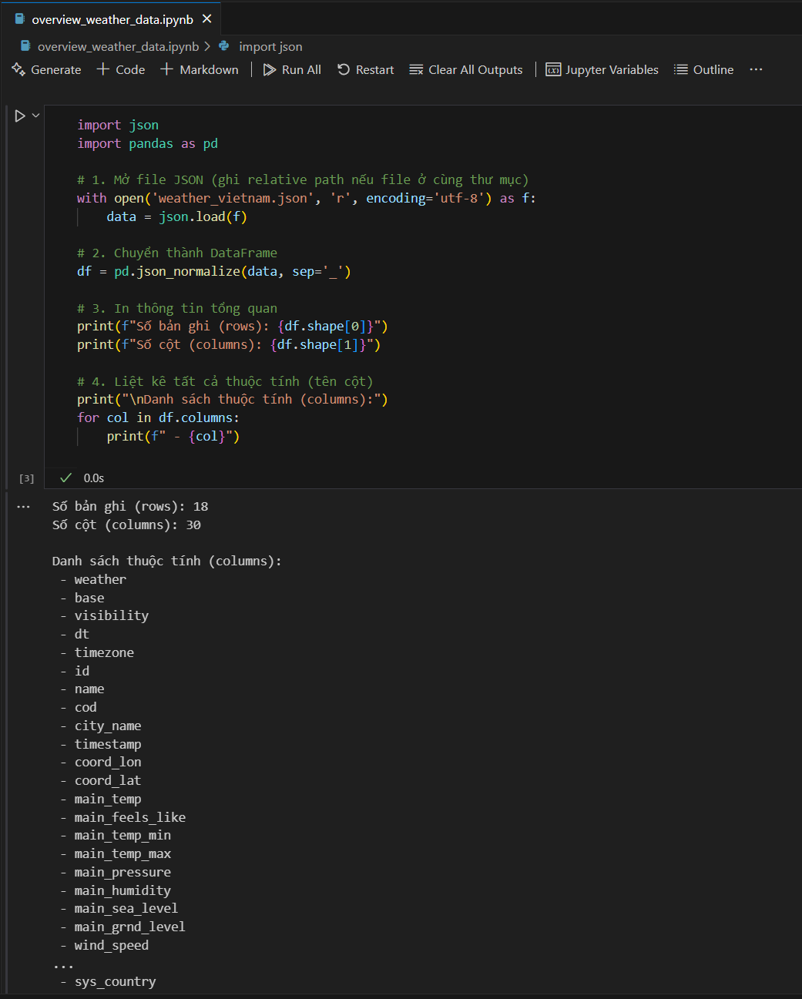 overview_weather_data.ipynb
overview_weather_data.ipynb > import json
Generate + Code + Markdown Run All Restart Clear All Outputs Jupyter Variables Outline ...
import json
import pandas as pd
# 1. Mở file JSON (ghi relative path nếu file ở cùng thư mục)
with open('weather_vietnam.json', 'r', encoding='utf-8') as f:
    data = json.load(f)
# 2. Chuyển thành DataFrame
df = pd.json_normalize(data, sep='_')
# 3. In thông tin tổng quan
print(f"Số bản ghi (rows): {df.shape[0]}")
print(f"Số cột (columns): {df.shape[1]}")
# 4. Liệt kê tất cả thuộc tính (tên cột)
print("\nDanh sách thuộc tính (columns):")
for col in df.columns:
    print(f" - {col}")
[3] 0.0s
... Số bản ghi (rows): 18
Số cột (columns): 30
Danh sách thuộc tính (columns):
 - weather
 - base
 - visibility
 - dt
 - timezone
 - id
 - name
 - cod
 - city_name
 - timestamp
 - coord_lon
 - coord_lat
 - main_temp
 - main_feels_like
 - main_temp_min
 - main_temp_max
 - main_pressure
 - main_humidity
 - main_sea_level
 - main_grnd_level
 - wind_speed
...
 - sys_country